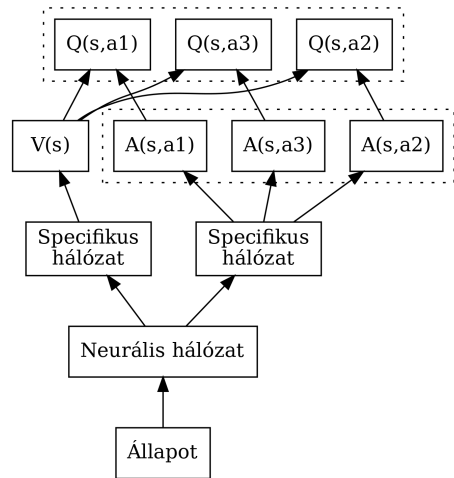 Q(s,a1)
Q(s,a3)
Q(s,a2)
V(s)
A(s,a1)
A(s,a3)
A(s,a2)
Specifikus
hálózat
Specifikus
hálózat
Neurális hálózat
Állapot